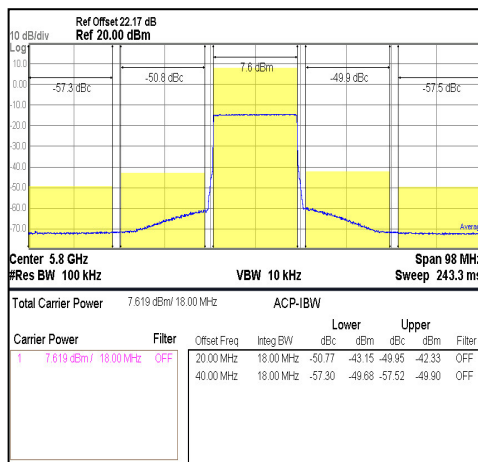 Ref Offset 22.17 dB
10 dB/div Ref 20.00 dBm
Log
10.0
0.00
-10.0
-20.0
-30.0
-40.0
-50.0
-60.0
-70.0
-57.3 dBc
-50.8 dBc
7.6 dBm
-49.9 dBc
-57.5 dBc
Average
Center 5.8 GHz Span 98 MHz
#Res BW 100 kHz VBW 10 kHz Sweep 243.3 ms
Total Carrier Power 7.619 dBm/ 18.00 MHz ACP-IBW
Lower Upper
Carrier Power Filter Offset Freq Integ BW dBc dBm dBc dBm Filter
1 7.619 dBm / 18.00 MHz OFF 20.00 MHz 18.00 MHz -50.77 -43.15 -49.95 -42.33 OFF
40.00 MHz 18.00 MHz -57.30 -49.68 -57.52 -49.90 OFF